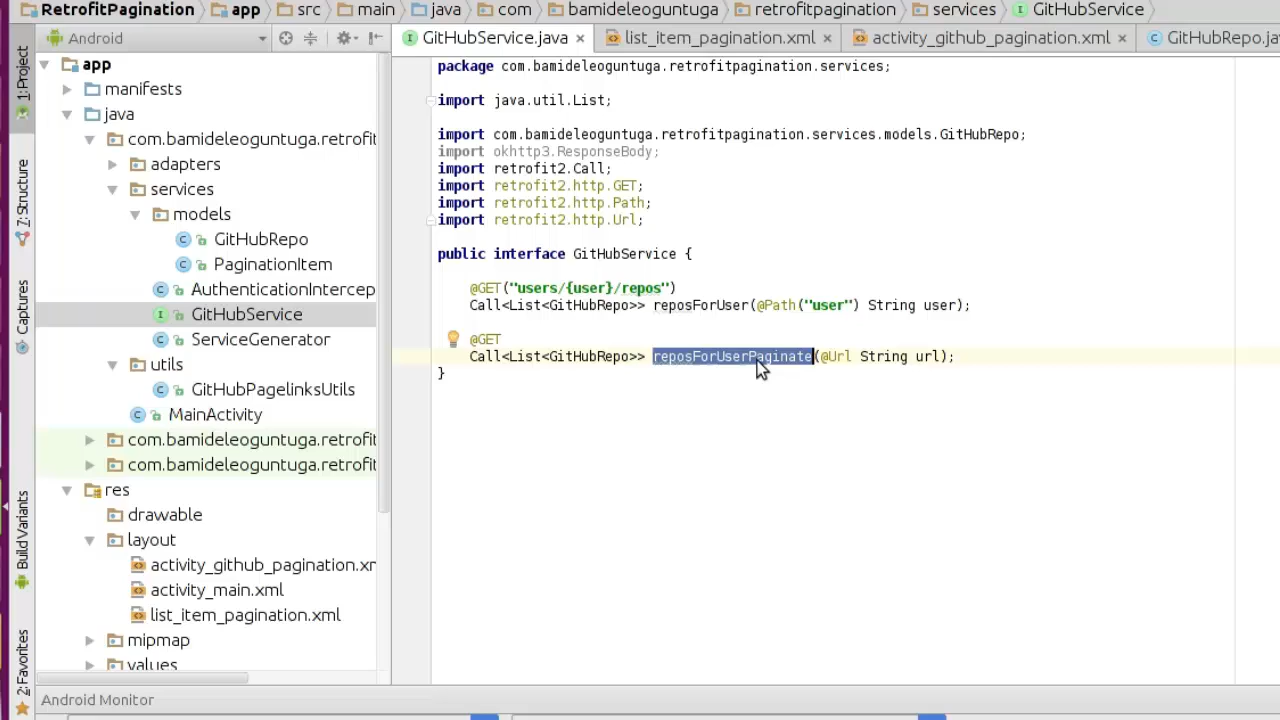 RetrofitPagination app src main java com bamideleoguntuga retrofitpagination services GitHubService
Android
GitHubService.java list_item_pagination.xml activity_github_pagination.xml GitHubRepo.ja
1:Project
7:Structure
Captures
Build Variants
2:Favorites
app
manifests
java
com.bamideleoguntuga.retrofit
adapters
services
models
GitHubRepo
PaginationItem
AuthenticationIntercep
GitHubService
ServiceGenerator
utils
GitHubPagelinksUtils
MainActivity
com.bamideleoguntuga.retrofit
com.bamideleoguntuga.retrofit
res
drawable
layout
activity_github_pagination.xm
activity_main.xml
list_item_pagination.xml
mipmap
values
package com.bamideleoguntuga.retrofitpagination.services;
import java.util.List;
import com.bamideleoguntuga.retrofitpagination.services.models.GitHubRepo;
import okhttp3.ResponseBody;
import retrofit2.Call;
import retrofit2.http.GET;
import retrofit2.http.Path;
import retrofit2.http.Url;
public interface GitHubService {
@GET("users/{user}/repos")
Call<List<GitHubRepo>> reposForUser(@Path("user") String user);
@GET
Call<List<GitHubRepo>> reposForUserPaginate(@Url String url);
}
Android Monitor